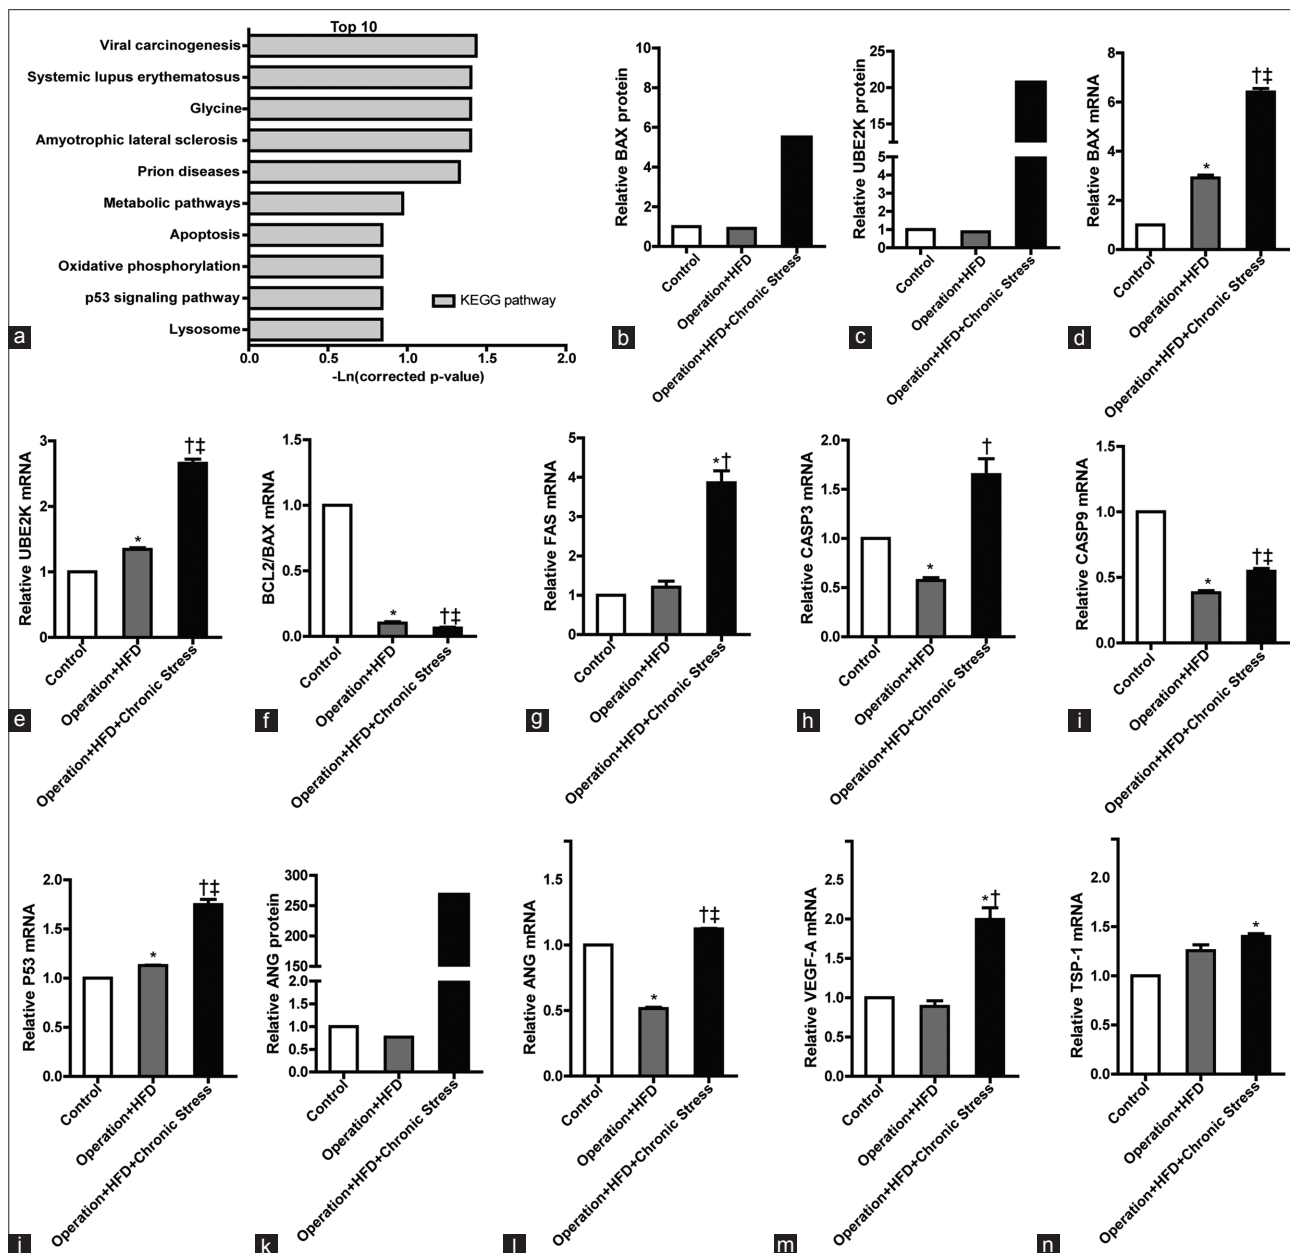 Top 10
Viral carcinogenesis
Systemic lupus erythematosus
Glycine
Amyotrophic lateral sclerosis
Prion diseases
Metabolic pathways
Apoptosis
Oxidative phosphorylation
p53 signaling pathway
Lysosome
KEGG pathway
0.0 0.5 1.0 1.5 2.0
-Ln(corrected p-value)
a
Relative BAX protein
10
8
6
4
2
0
Control
Operation+HFD
Operation+HFD+Chronic Stress
b
Relative UBE2K protein
25
20
15
5
4
3
2
1
0
Control
Operation+HFD
Operation+HFD+Chronic Stress
c
Relative BAX mRNA
8
6
4
2
0
*
†‡
Control
Operation+HFD
Operation+HFD+Chronic Stress
d
Relative UBE2K mRNA
3
2
1
0
*
†‡
Control
Operation+HFD
Operation+HFD+Chronic Stress
e
BCL2/BAX mRNA
1.5
1.0
0.5
0.0
*
†‡
Control
Operation+HFD
Operation+HFD+Chronic Stress
f
Relative FAS mRNA
5
4
3
2
1
0
*†
Control
Operation+HFD
Operation+HFD+Chronic Stress
g
Relative CASP3 mRNA
2.0
1.5
1.0
0.5
0.0
*
†
Control
Operation+HFD
Operation+HFD+Chronic Stress
h
Relative CASP9 mRNA
1.5
1.0
0.5
0.0
*
†‡
Control
Operation+HFD
Operation+HFD+Chronic Stress
i
Relative P53 mRNA
2.0
1.5
1.0
0.5
0.0
*
†‡
Control
Operation+HFD
Operation+HFD+Chronic Stress
j
Relative ANG protein
300
250
200
150
2.0
1.5
1.0
0.5
0.0
Control
Operation+HFD
Operation+HFD+Chronic Stress
k
Relative ANG mRNA
1.5
1.0
0.5
0.0
*
†‡
Control
Operation+HFD
Operation+HFD+Chronic Stress
l
Relative VEGF-A mRNA
2.5
2.0
1.5
1.0
0.5
0.0
*†
Control
Operation+HFD
Operation+HFD+Chronic Stress
m
Relative TSP-1 mRNA
2.0
1.5
1.0
0.5
0.0
*
Control
Operation+HFD
Operation+HFD+Chronic Stress
n